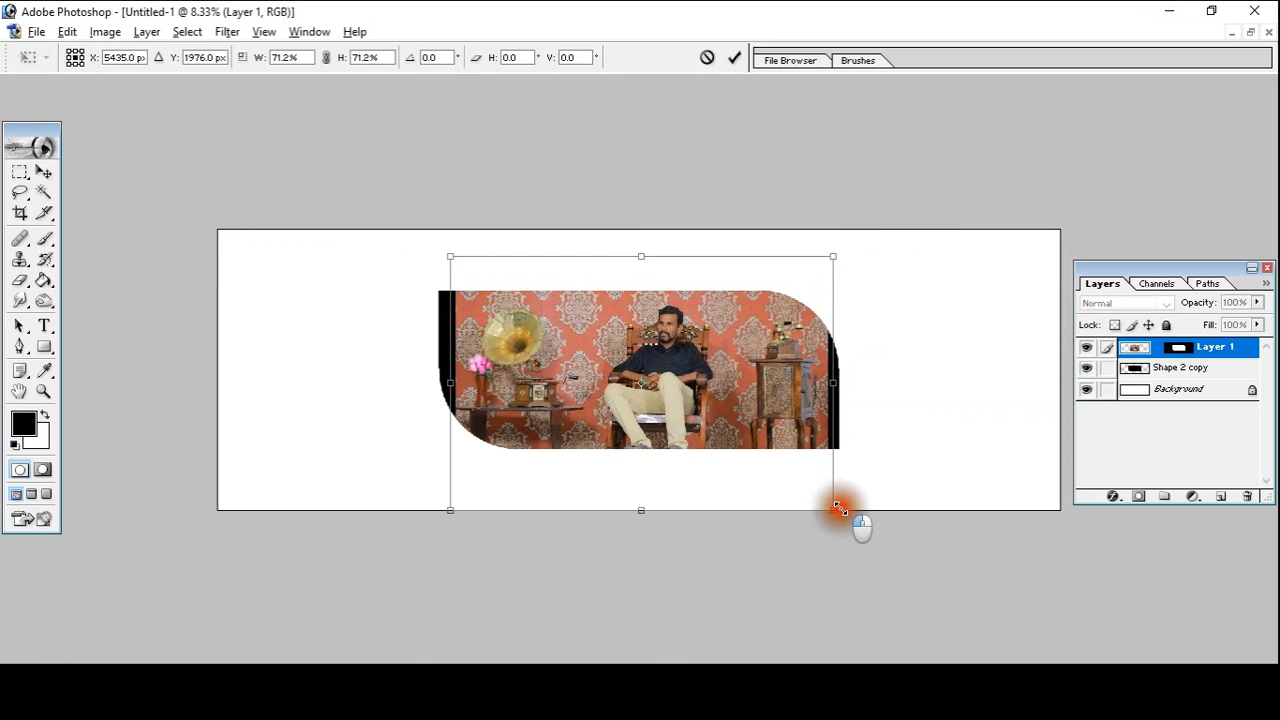 Adobe Photoshop - [Untitled-1 @ 8.33% (Layer 1, RGB)]
File Edit Image Layer Select Filter View Window Help
X: 5435.0 px Y: 1976.0 px W: 71.2% H: 71.2% 0.0 ° H: 0.0 ° V: 0.0 ° File Browser Brushes
Layers Channels Paths
Normal Opacity: 100%
Lock: Fill: 100%
Layer 1
Shape 2 copy
Background